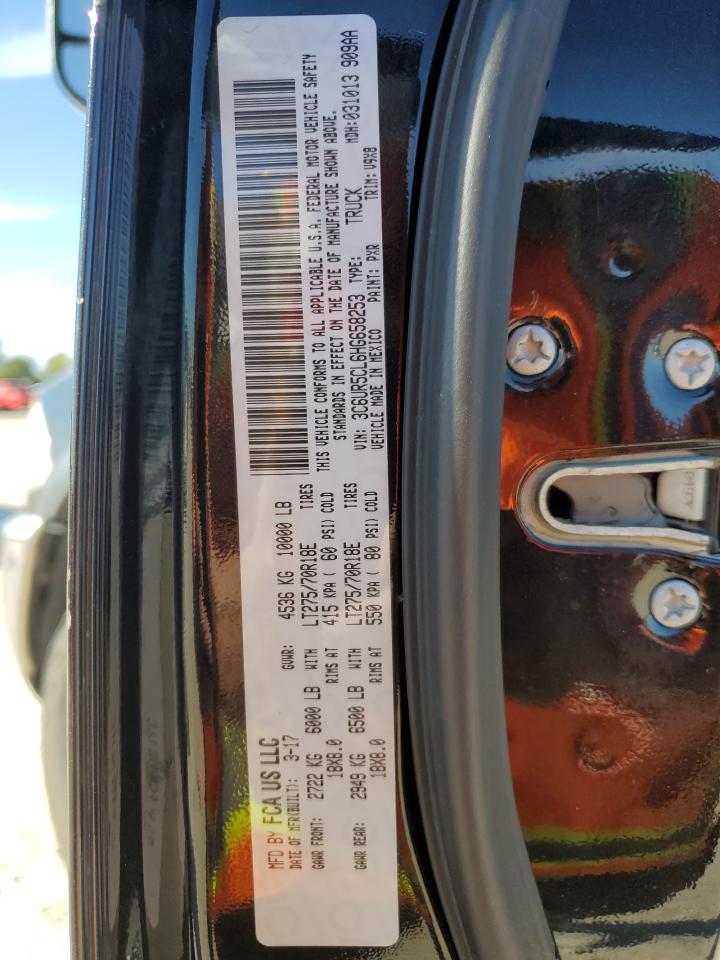 MFD BY FCA US LLC
DATE OF MFR(BUILT): 3-17 GVWR: 4536 KG 10000 LB
GAWR FRONT: 2722 KG 6000 LB WITH LT275/70R18E TIRES
18X8.0 RIMS AT 415 KPA ( 60 PSI) COLD
GAWR REAR: 2949 KG 6500 LB WITH LT275/70R18E TIRES
18X8.0 RIMS AT 550 KPA ( 80 PSI) COLD
THIS VEHICLE CONFORMS TO ALL APPLICABLE U.S.A. FEDERAL MOTOR VEHICLE SAFETY
STANDARDS IN EFFECT ON THE DATE OF MANUFACTURE SHOWN ABOVE.
VIN: 3C6UR5CL6HG658253 TYPE: TRUCK MDH:031013 909AA
VEHICLE MADE IN MEXICO PAINT: PXR TRIM: V9X8